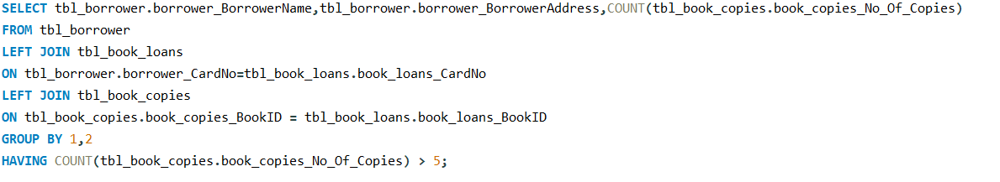 SELECT tbl_borrower.borrower_BorrowerName,tbl_borrower.borrower_BorrowerAddress,COUNT(tbl_book_copies.book_copies_No_Of_Copies)
FROM tbl_borrower
LEFT JOIN tbl_book_loans
ON tbl_borrower.borrower_CardNo=tbl_book_loans.book_loans_CardNo
LEFT JOIN tbl_book_copies
ON tbl_book_copies.book_copies_BookID = tbl_book_loans.book_loans_BookID
GROUP BY 1,2
HAVING COUNT(tbl_book_copies.book_copies_No_Of_Copies) > 5;